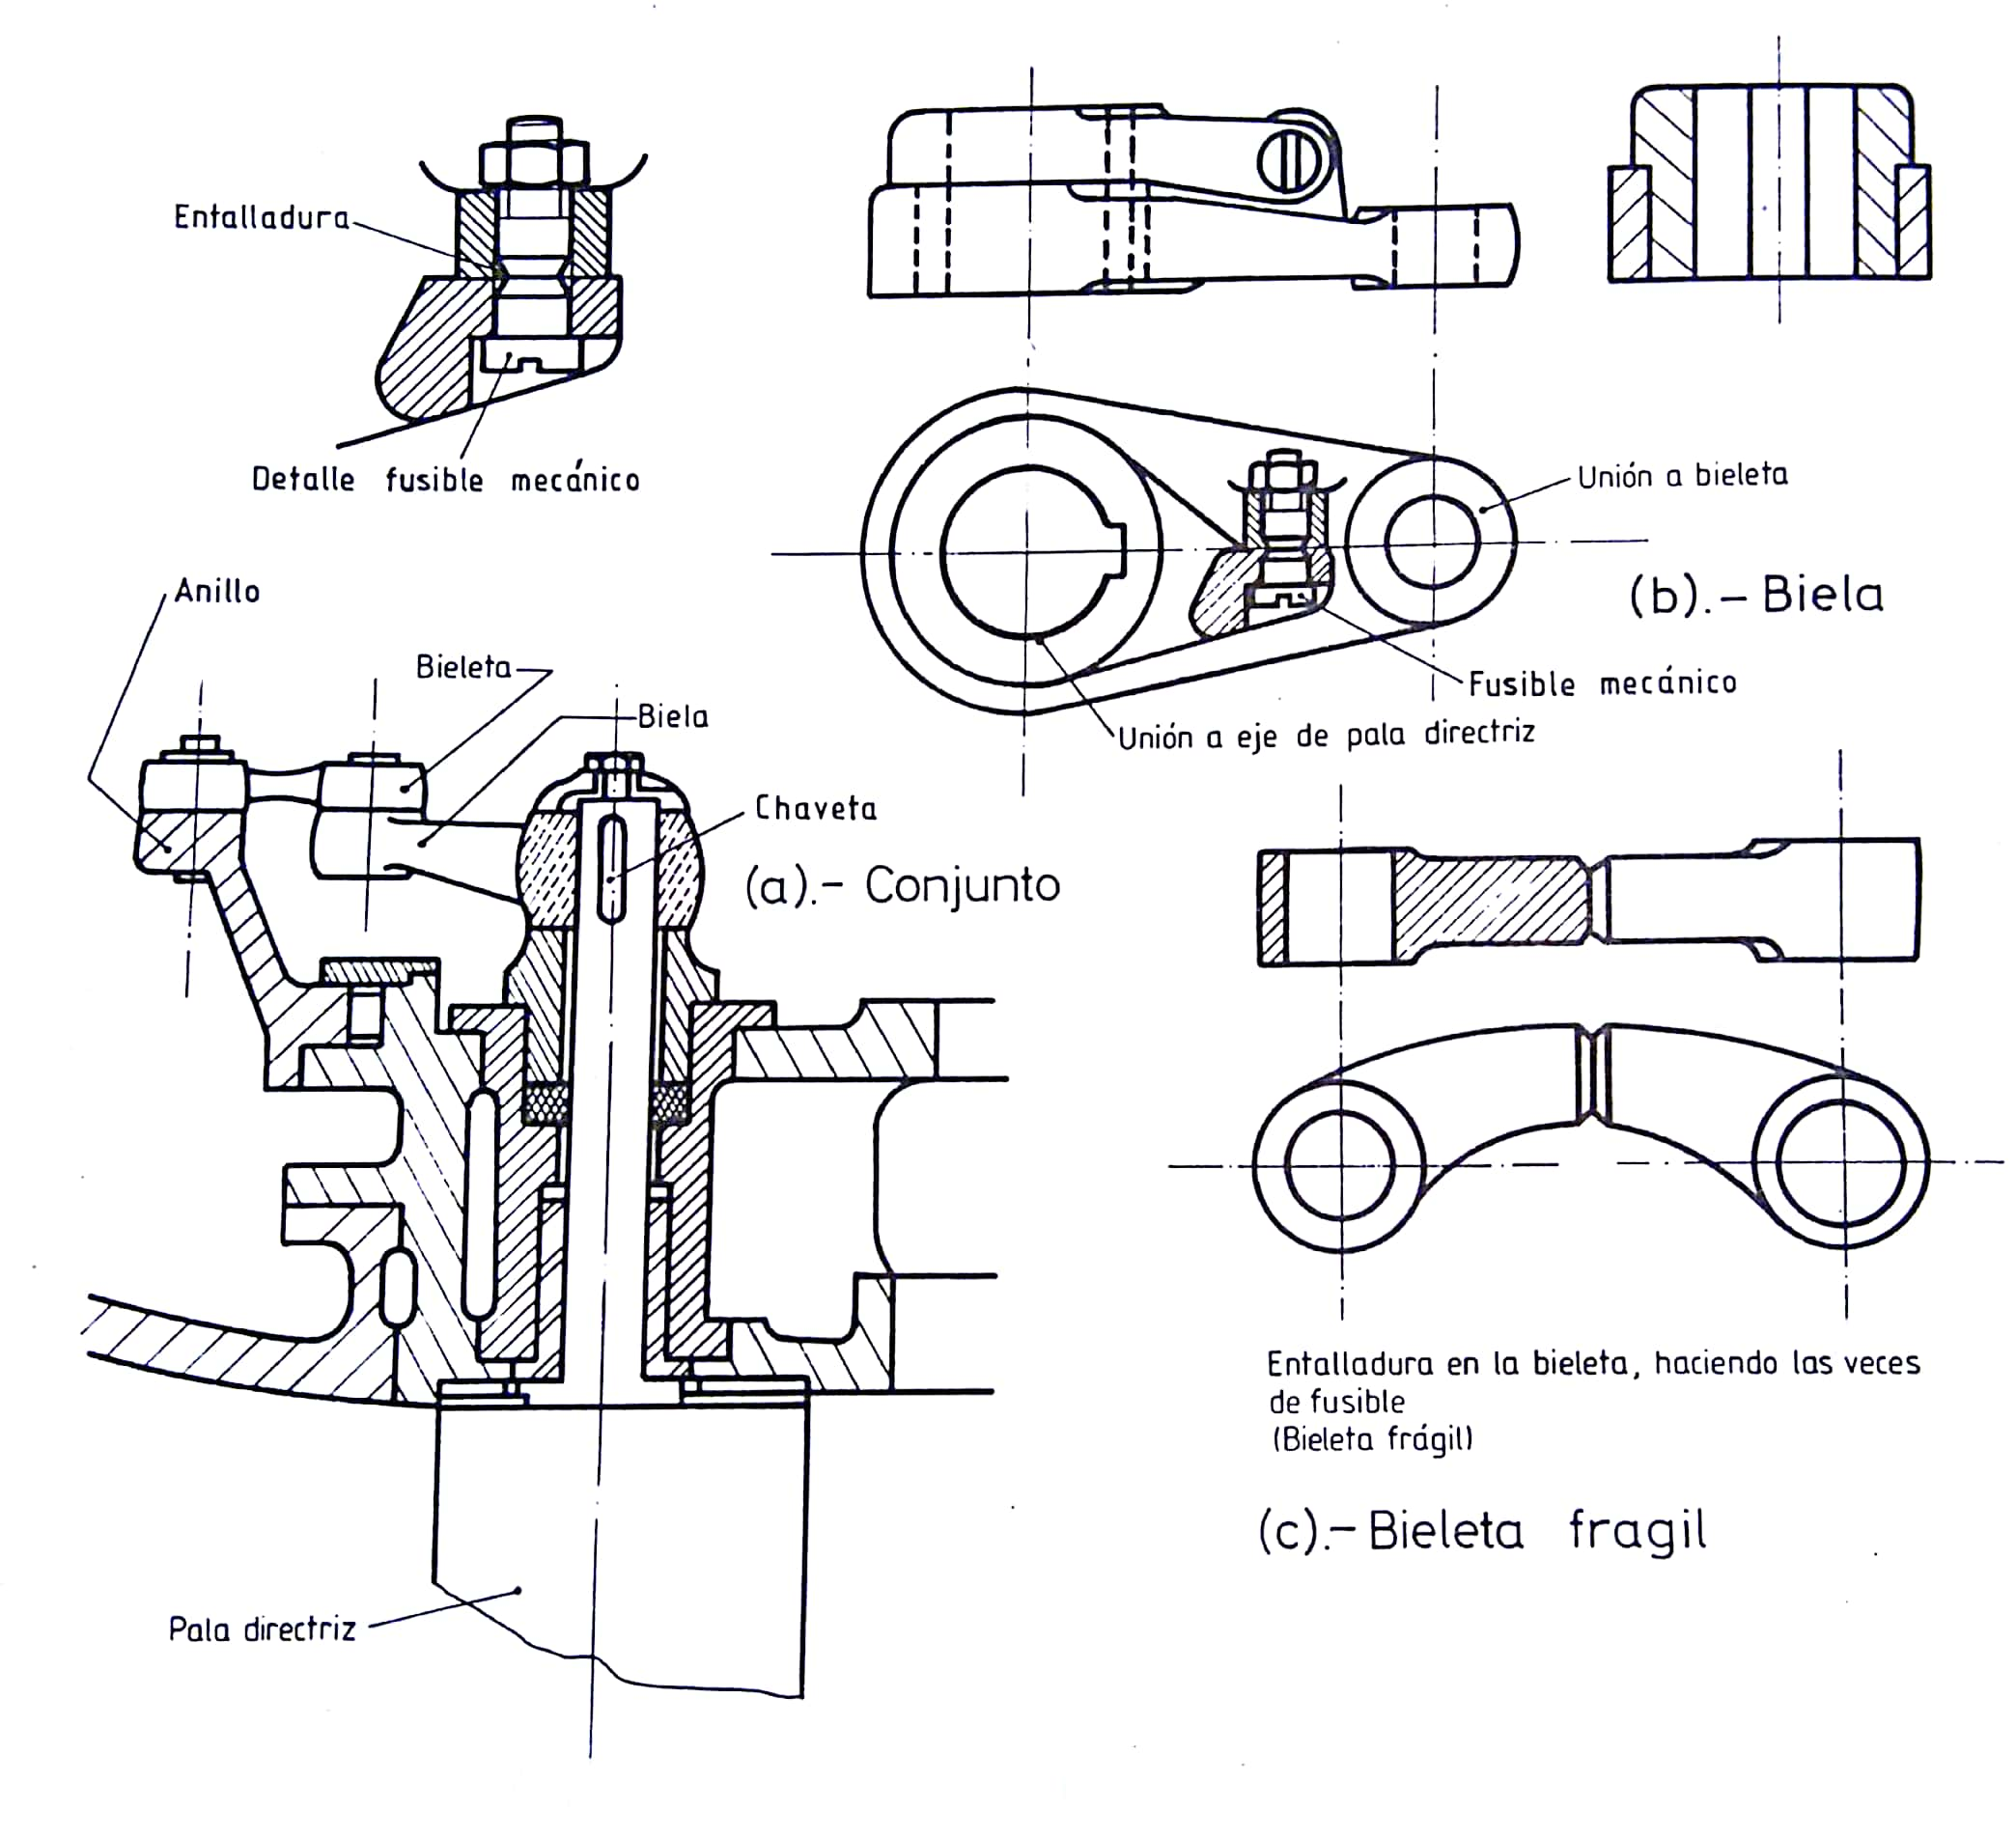 Entalladura
Detalle fusible mecánico
Unión a bieleta
(b).- Biela
Fusible mecánico
Unión a eje de pala directriz
Anillo
Bieleta
Biela
Chaveta
(a).- Conjunto
Pala directriz
Entalladura en la bieleta, haciendo las veces
de fusible
(Bieleta frágil)
(c).- Bieleta fragil